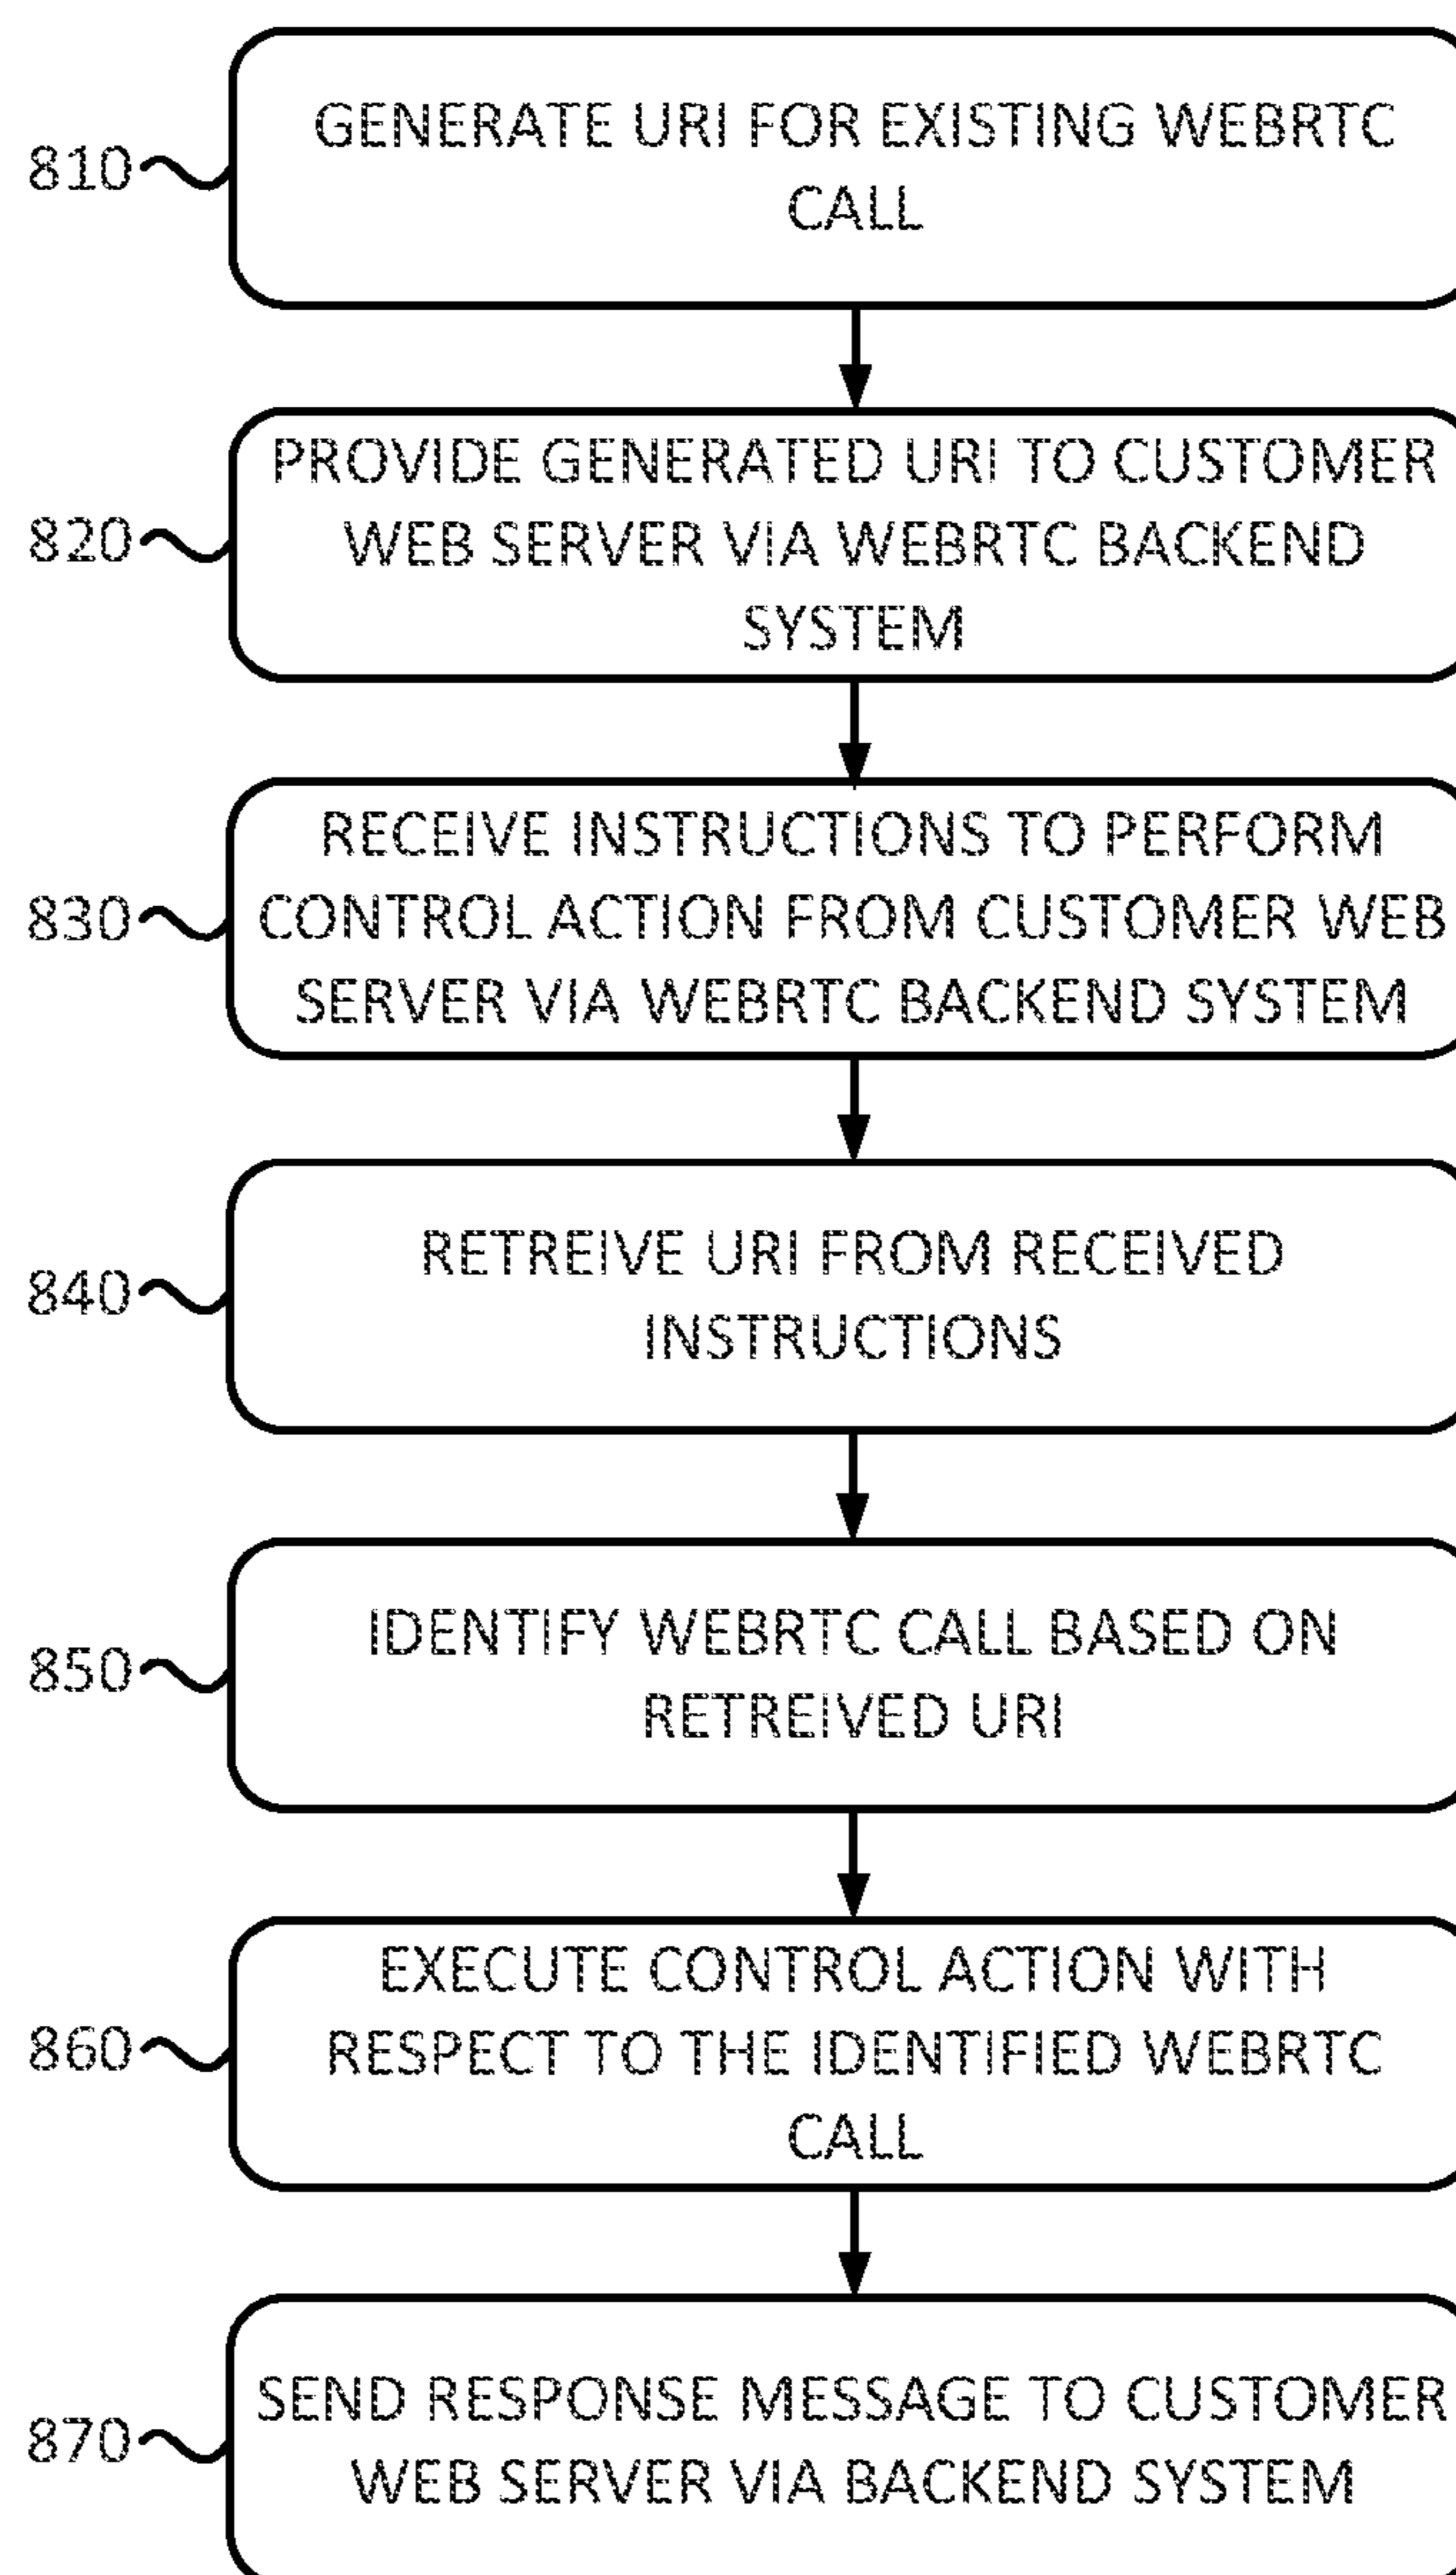 810
GENERATE URI FOR EXISTING WEBRTC
CALL
820
PROVIDE GENERATED URI TO CUSTOMER
WEB SERVER VIA WEBRTC BACKEND
SYSTEM
830
RECEIVE INSTRUCTIONS TO PERFORM
CONTROL ACTION FROM CUSTOMER WEB
SERVER VIA WEBRTC BACKEND SYSTEM
840
RETREIVE URI FROM RECEIVED
INSTRUCTIONS
850
IDENTIFY WEBRTC CALL BASED ON
RETREIVED URI
860
EXECUTE CONTROL ACTION WITH
RESPECT TO THE IDENTIFIED WEBRTC
CALL
870
SEND RESPONSE MESSAGE TO CUSTOMER
WEB SERVER VIA BACKEND SYSTEM